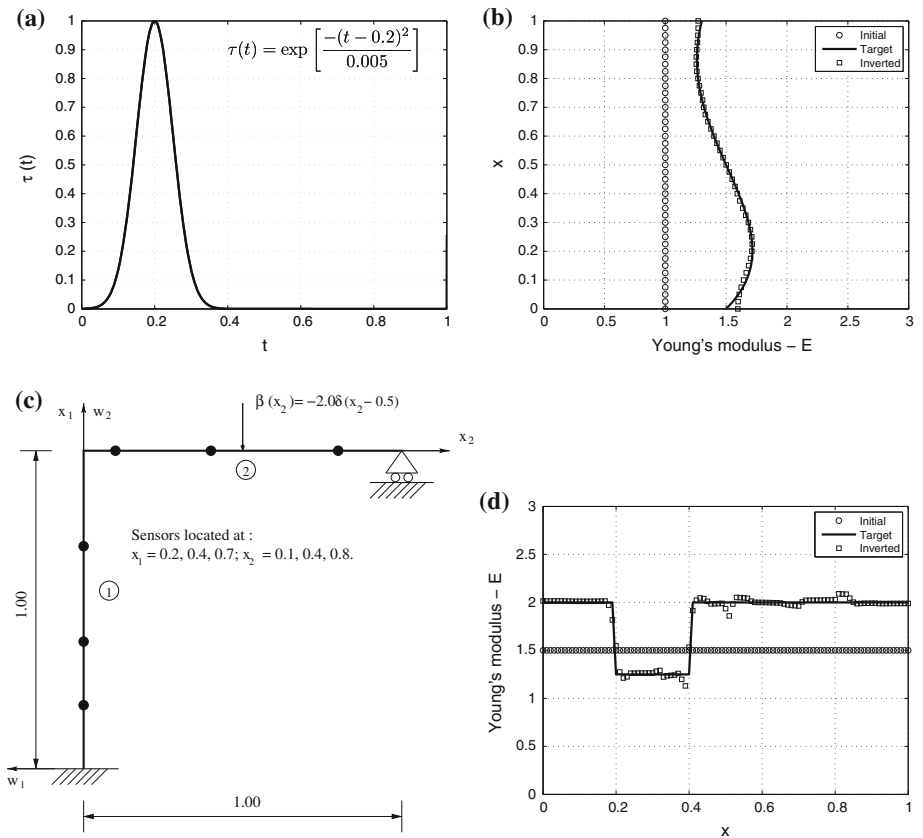 (a)
τ(t) = exp [ −(t − 0.2)² / 0.005 ]
1
0.9
0.8
0.7
0.6
0.5
0.4
0.3
0.2
0.1
0
τ (t)
0 0.2 0.4 0.6 0.8 1
t
(b)
Initial
Target
Inverted
1
0.9
0.8
0.7
0.6
0.5
0.4
0.3
0.2
0.1
0
x
0 0.5 1 1.5 2 2.5 3
Young's modulus − E
(c)
x₁ w₂
β (x₂) = −2.0δ (x₂ − 0.5)
x₂
2
Sensors located at :
x₁ = 0.2, 0.4, 0.7; x₂ = 0.1, 0.4, 0.8.
1
1.00
w₁
1.00
(d)
Initial
Target
Inverted
3
2.5
2
1.5
1
0.5
0
Young's modulus − E
0 0.2 0.4 0.6 0.8 1
x